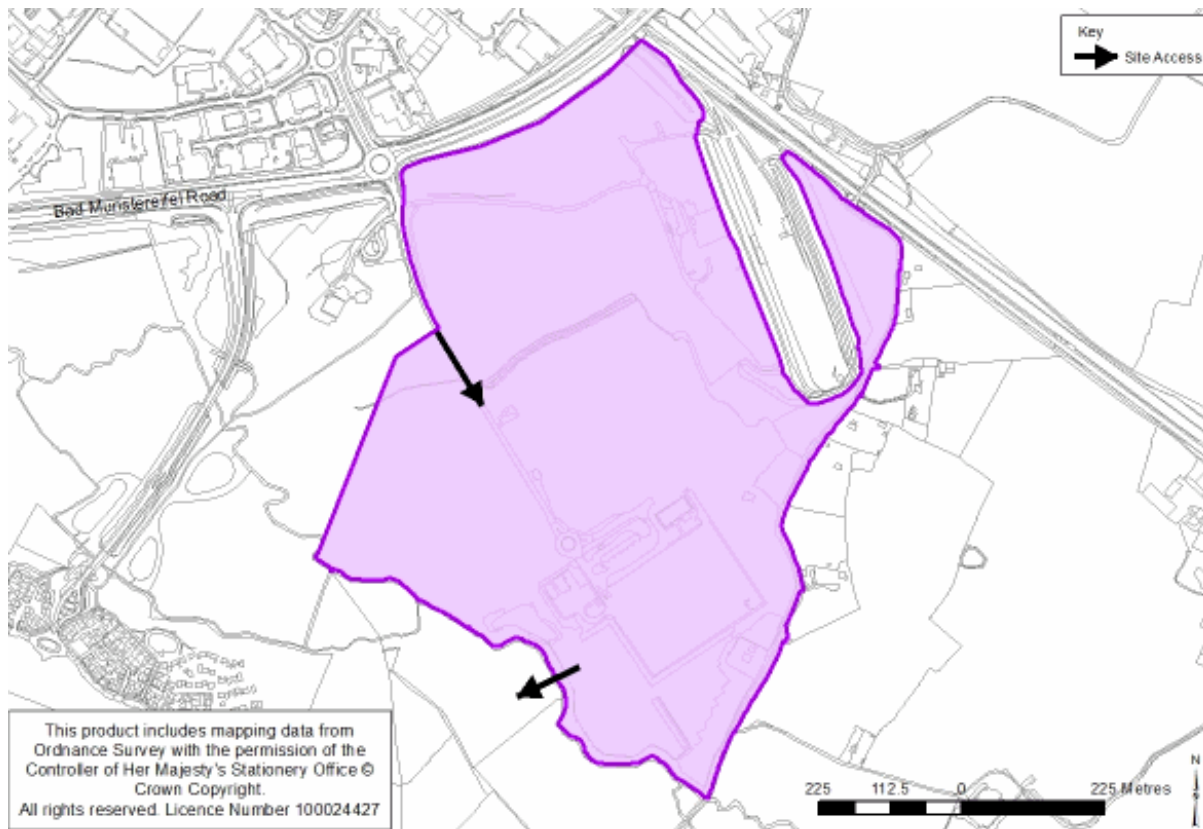 Key
Site Access
Bad Munstereifel Road
This product includes mapping data from
Ordnance Survey with the permission of the
Controller of Her Majesty's Stationery Office ©
Crown Copyright.
All rights reserved. Licence Number 100024427
225 112.5 0 225 Metres
N